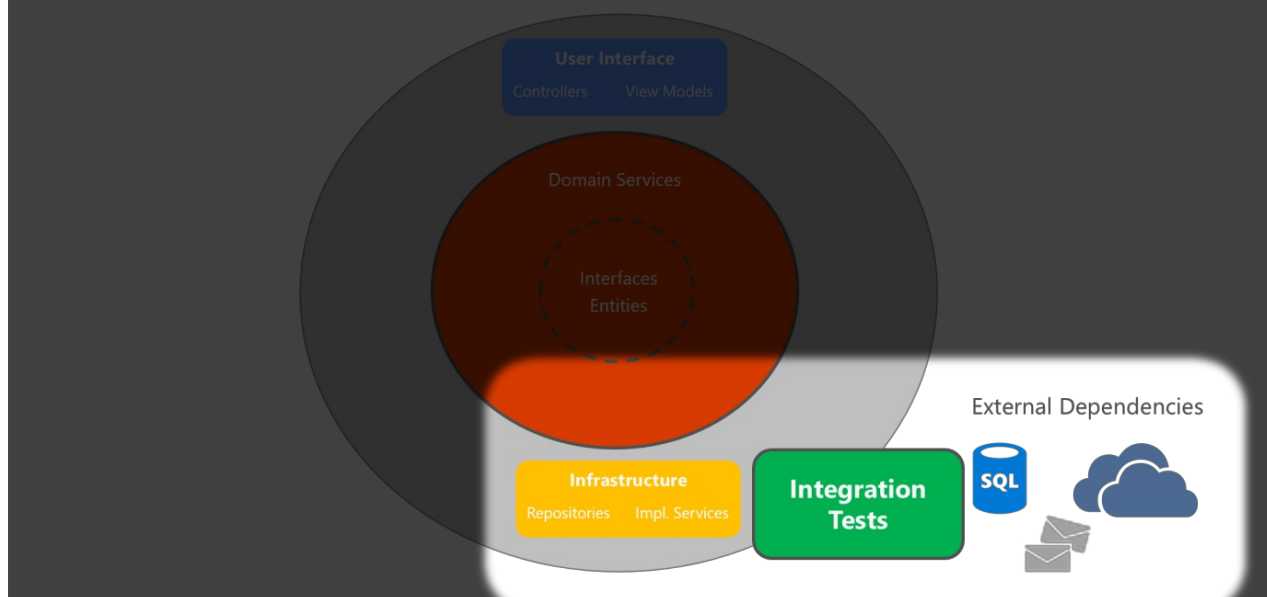 User Interface
Controllers View Models
Domain Services
Interfaces
Entities
External Dependencies
Infrastructure
Repositories Impl. Services
Integration
Tests
SQL